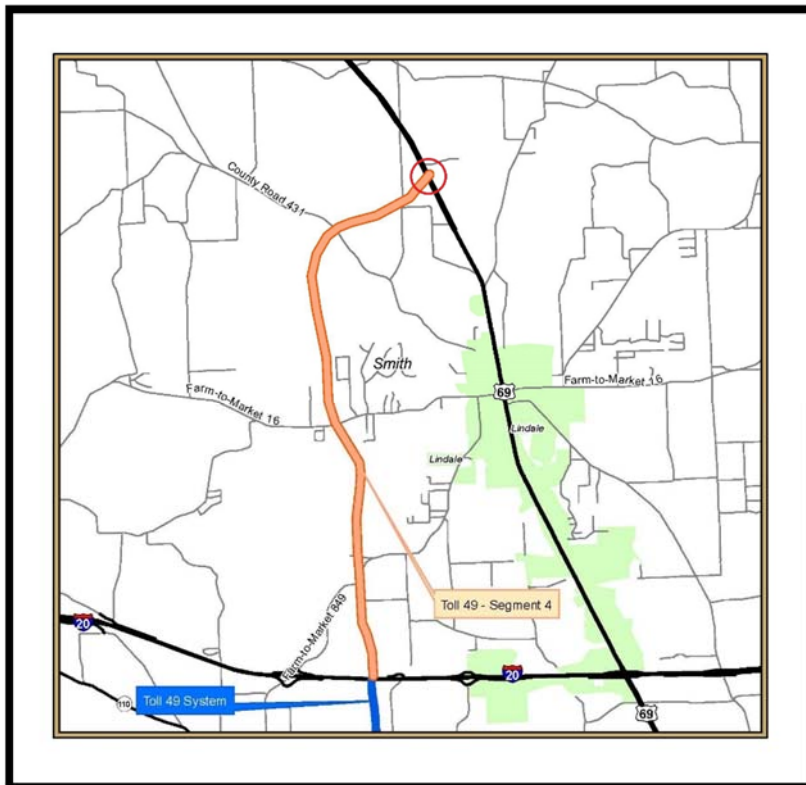 County Road 431
Smith
Farm-to-Market 16
69
Farm-to-Market 16
Lindale
Lindale
Toll 49 - Segment 4
Farm-to-Market 849
20
20
Toll 49 System
110
69